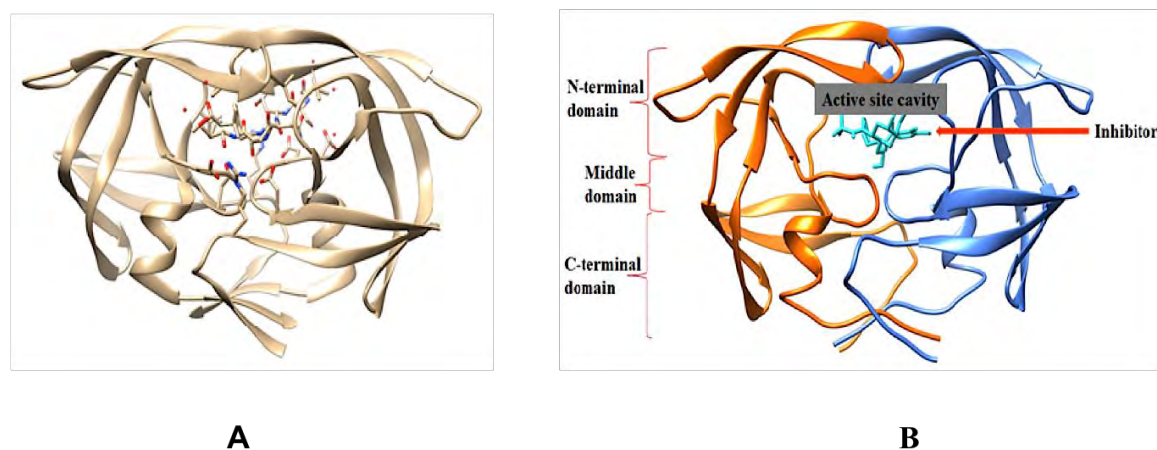 N-terminal
domain
Active site cavity
Inhibitor
Middle
domain
C-terminal
domain
A
B